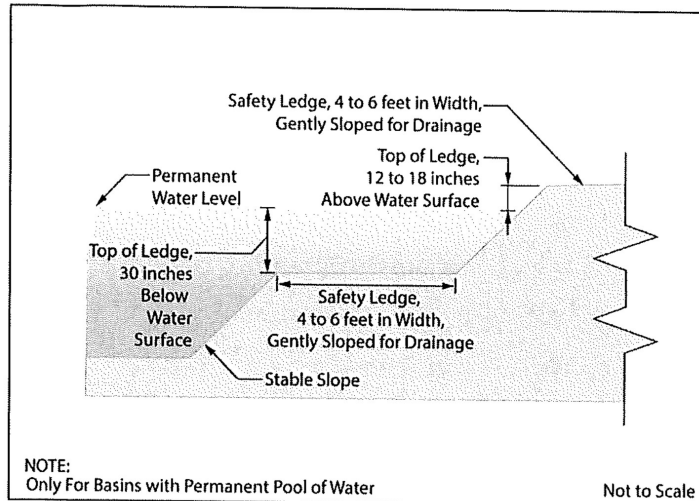 Safety Ledge, 4 to 6 feet in Width,
Gently Sloped for Drainage
Top of Ledge,
12 to 18 inches
Above Water Surface
Permanent
Water Level
Top of Ledge,
30 inches
Below
Water
Surface
Safety Ledge,
4 to 6 feet in Width,
Gently Sloped for Drainage
Stable Slope
NOTE:
Only For Basins with Permanent Pool of Water
Not to Scale